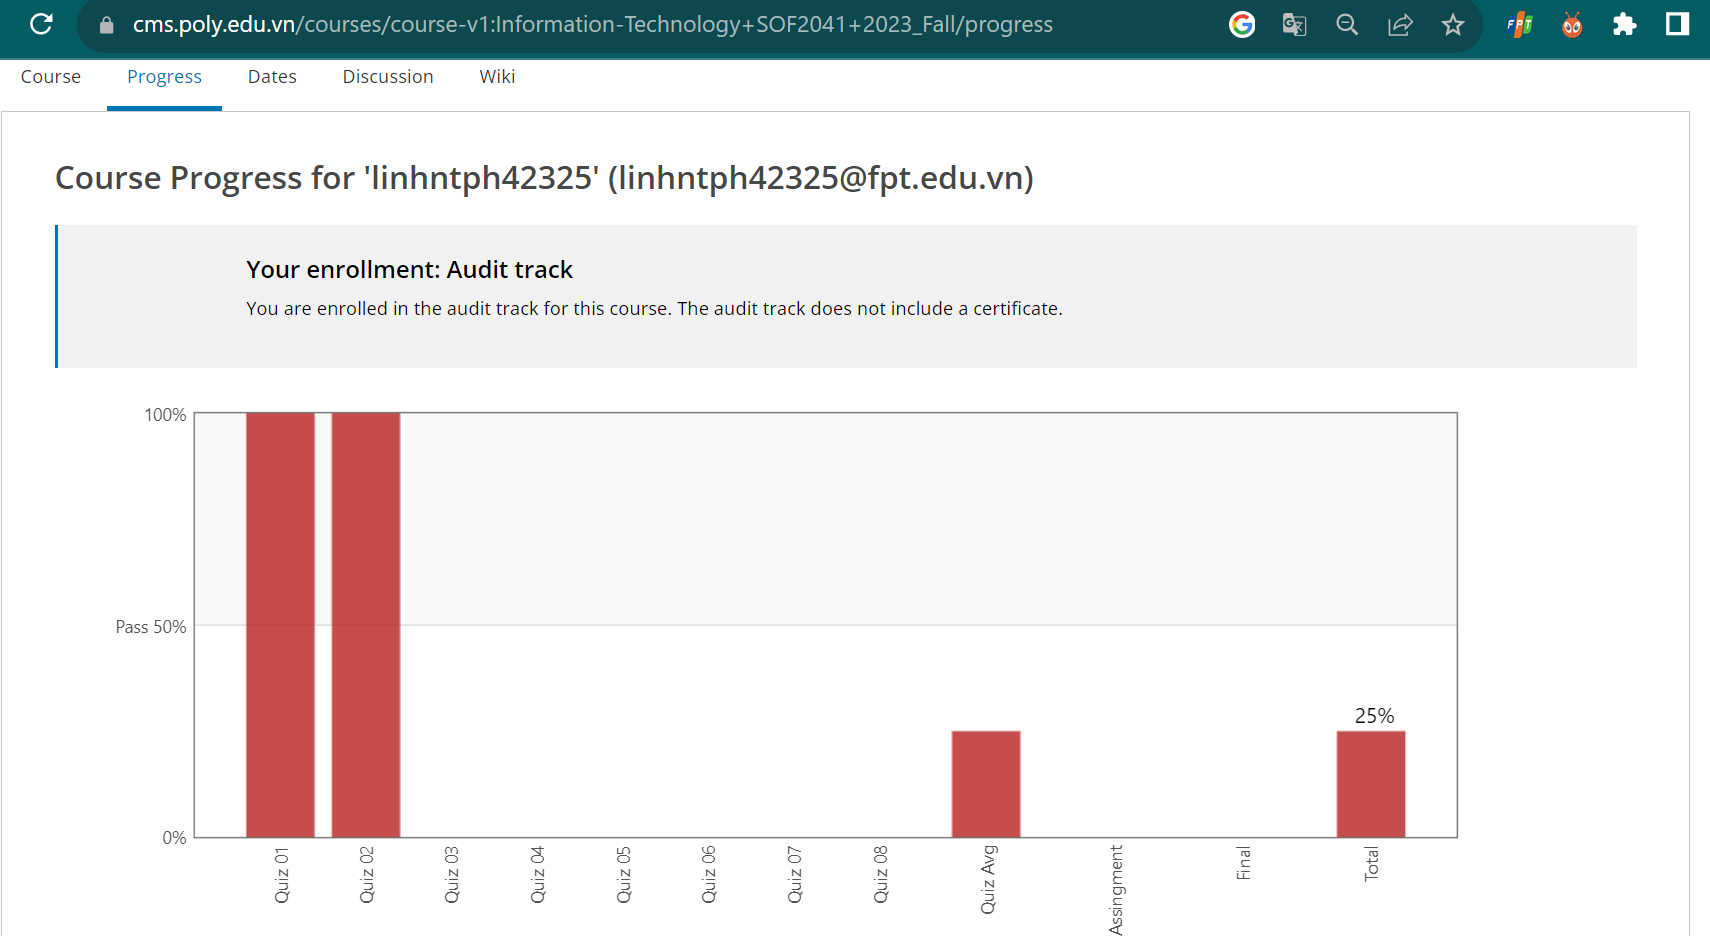 cms.poly.edu.vn/courses/course-v1:Information-Technology+SOF2041+2023_Fall/progress
FPT
Course Progress Dates Discussion Wiki
Course Progress for 'linhntph42325' (linhntph42325@fpt.edu.vn)
Your enrollment: Audit track
You are enrolled in the audit track for this course. The audit track does not include a certificate.
100%
Pass 50%
0%
25%
Quiz 01
Quiz 02
Quiz 03
Quiz 04
Quiz 05
Quiz 06
Quiz 07
Quiz 08
Quiz Avg
Assingment
Final
Total